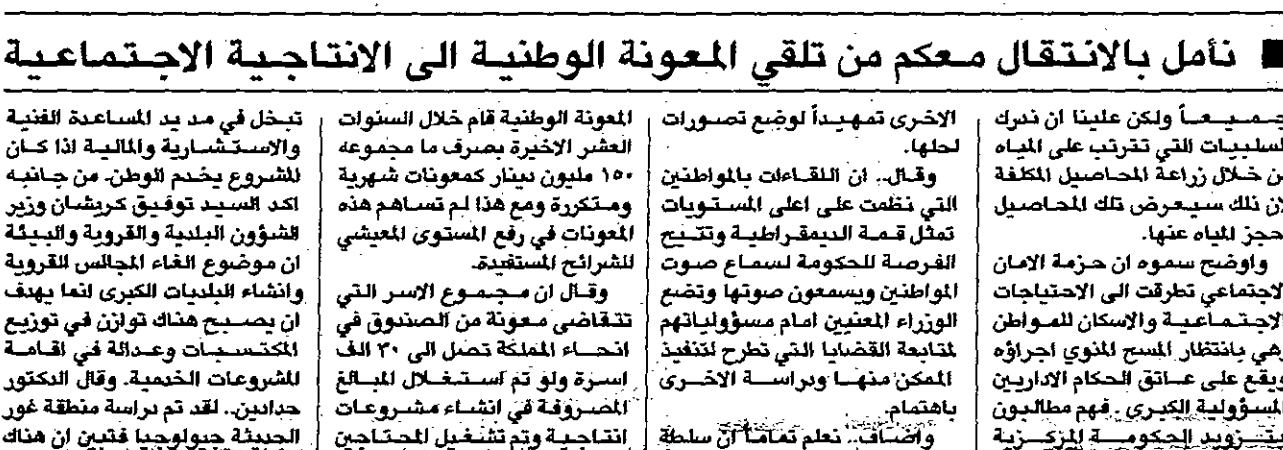 ■ نأمل بالانتقال معكم من تلقي المعونة الوطنية الى الانتاجية الاجتماعية
جميعاً ولكن علينا ان ندرك
السلبيات التي تترتب على المياه
من خلال زراعة المحاصيل المكلفة
لان ذلك سيعرض تلك المحاصيل
لحجز المياه عنها.
واوضح سموه ان حزمة الامان
الاجتماعي تطرقت الى الاحتياجات
الاجتماعية والاسكان للمواطن
وهي بانتظار المسح المنوي اجراؤه
ويقع على عاتق الحكام الاداريين
المسؤولية الكبرى. فهم مطالبون
بتزويد الحكومة المركزية
الاخرى تمهيداً لوضع تصورات
لحلها.
وقال.. ان اللقاءات بالمواطنين
التي نظمت على اعلى المستويات
تمثل قمة الديمقراطية وتتيح
الفرصة للحكومة لسماع صوت
المواطنين ويسمعون صوتها وتضع
الوزراء المعنيين امام مسؤولياتهم
لمتابعة القضايا التي تطرح لتنفيذ
الممكن منها ودراسة الاخرى
باهتمام.
واضاف.. نعلم تماما ان سلطة
المعونة الوطنية قام خلال السنوات
العشر الاخيرة بصرف ما مجموعه
١٥٠ مليون دينار كمعونات شهرية
ومتكررة ومع هذا لم تساهم هذه
المعونات في رفع المستوى المعيشي
للشرائح المستفيدة.
وقال ان مجموع الاسر التي
تتقاضى معونة من الصندوق في
انحاء المملكة تصل الى ٣٠ الف
اسرة ولو تم استغلال المبالغ
المصروفة في انشاء مشروعات
انتاجية وتم تشغيل المحتاجين
تبخل في مد يد المساعدة الفنية
والاستشارية والمالية اذا كان
المشروع يخدم الوطن. من جانبه
اكد السيد توفيق كريشان وزير
الشؤون البلدية والقروية والبيئة
ان موضوع الغاء المجالس القروية
وانشاء البلديات الكبرى انما يهدف
ان يصبح هناك توازن في توزيع
المكتسبات وعدالة في اقامة
المشروعات الخدمية. وقال الدكتور
حدادين.. لقد تم دراسة منطقة غور
الحديثة جيولوجيا فتبين ان هناك